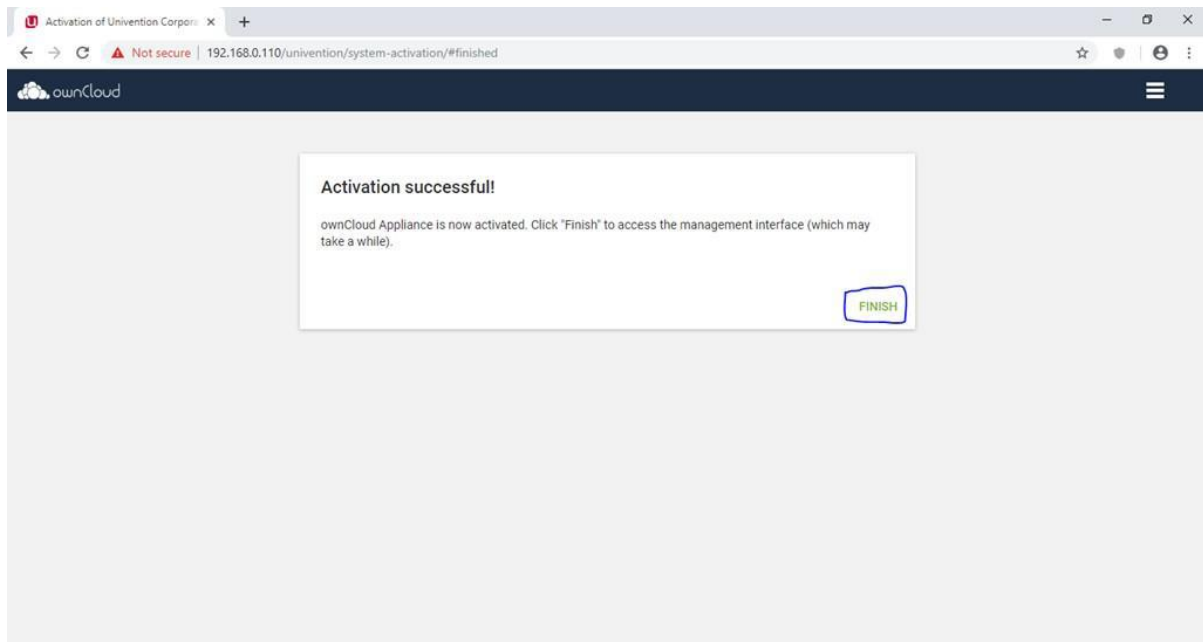 Activation of Univention Corpora
Not secure | 192.168.0.110/univention/system-activation/#finished
ownCloud
Activation successful!
ownCloud Appliance is now activated. Click "Finish" to access the management interface (which may
take a while).
FINISH